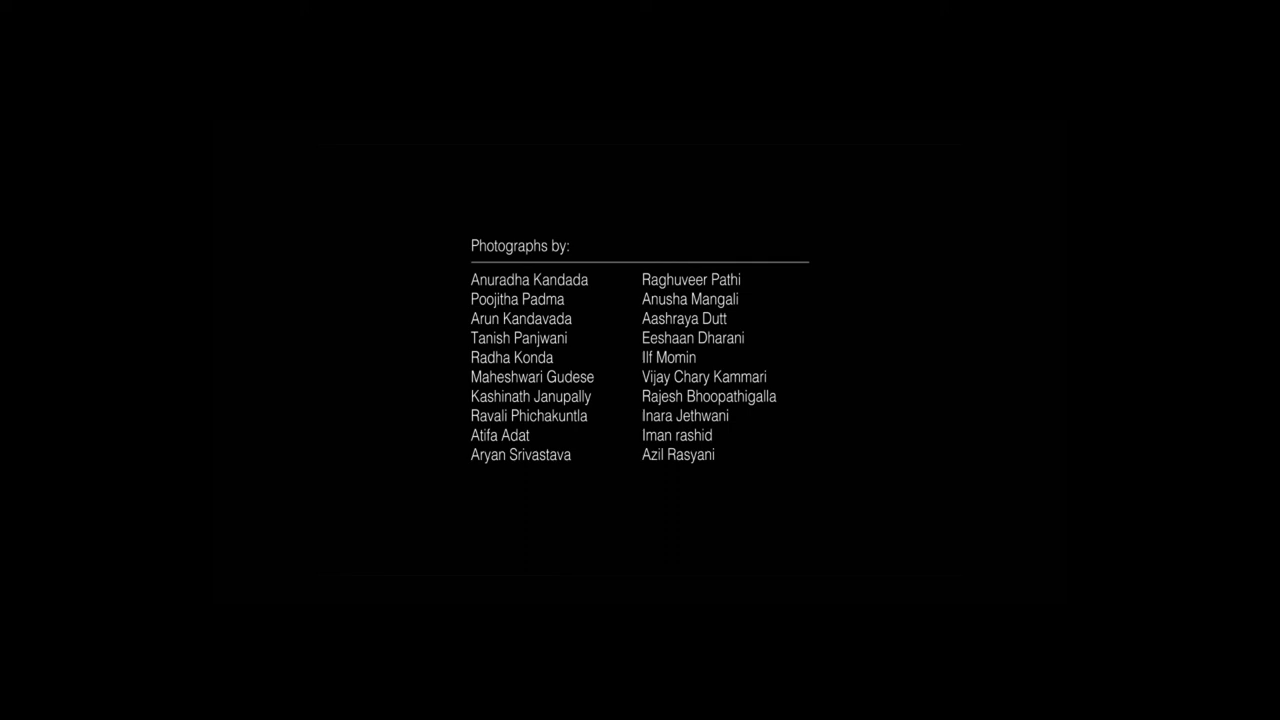 Photographs by:
Anuradha Kandada
Poojitha Padma
Arun Kandavada
Tanish Panjwani
Radha Konda
Maheshwari Gudese
Kashinath Janupally
Ravali Phichakuntla
Atifa Adat
Aryan Srivastava
Raghuveer Pathi
Anusha Mangali
Aashraya Dutt
Eeshaan Dharani
Ilf Momin
Vijay Chary Kammari
Rajesh Bhoopathigalla
Inara Jethwani
Iman rashid
Azil Rasyani